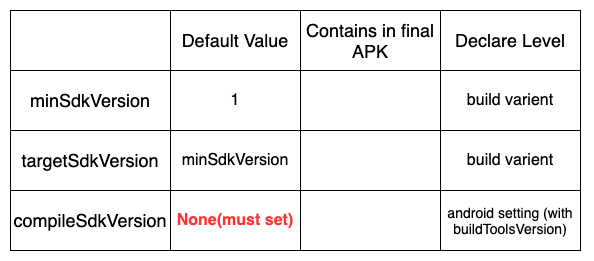 Default Value
Contains in final
APK
Declare Level
minSdkVersion
1
build varient
targetSdkVersion
minSdkVersion
build varient
compileSdkVersion
None(must set)
android setting (with
buildToolsVersion)